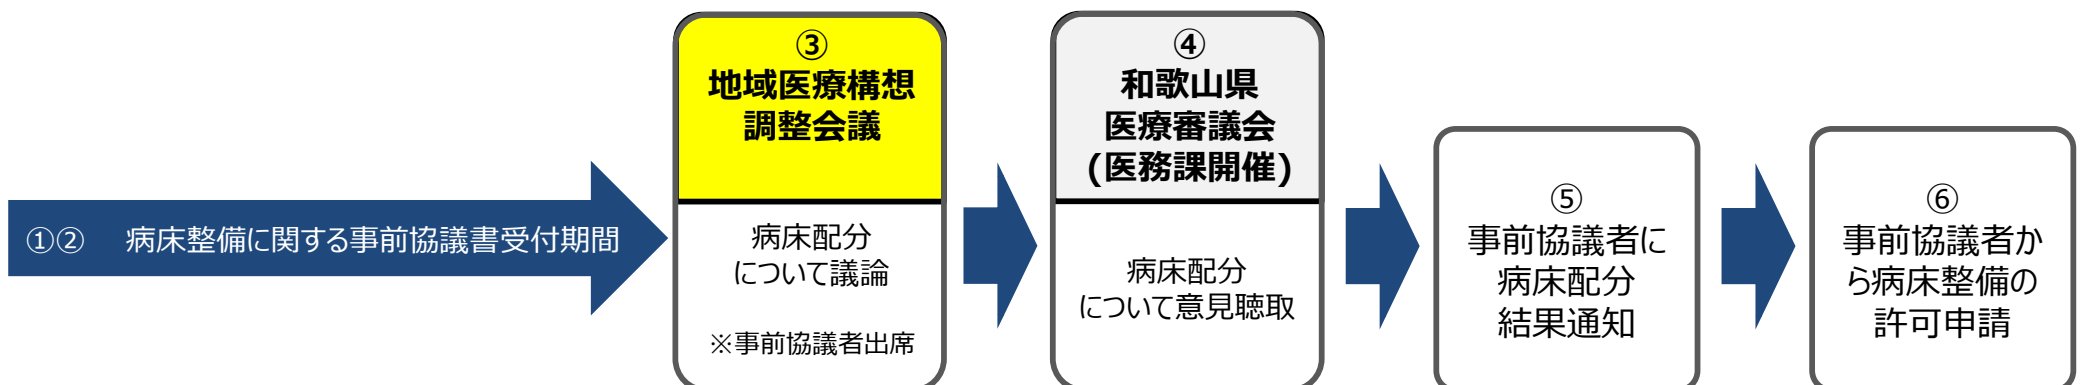 ①② 病床整備に関する事前協議書受付期間
③
地域医療構想
調整会議
病床配分
について議論
※事前協議者出席
④
和歌山県
医療審議会
(医務課開催)
病床配分
について意見聴取
⑤
事前協議者に
病床配分
結果通知
⑥
事前協議者か
ら病床整備の
許可申請